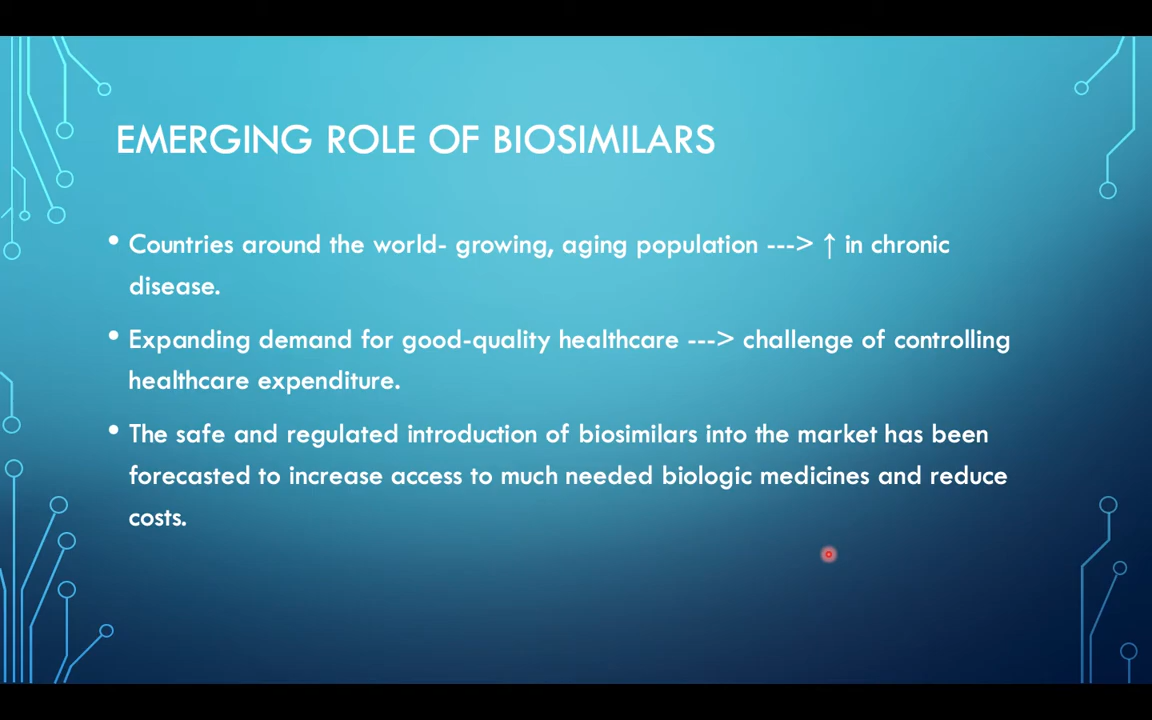 EMERGING ROLE OF BIOSIMILARS
• Countries around the world- growing, aging population ---> ↑ in chronic
disease.
• Expanding demand for good-quality healthcare ---> challenge of controlling
healthcare expenditure.
• The safe and regulated introduction of biosimilars into the market has been
forecasted to increase access to much needed biologic medicines and reduce
costs.